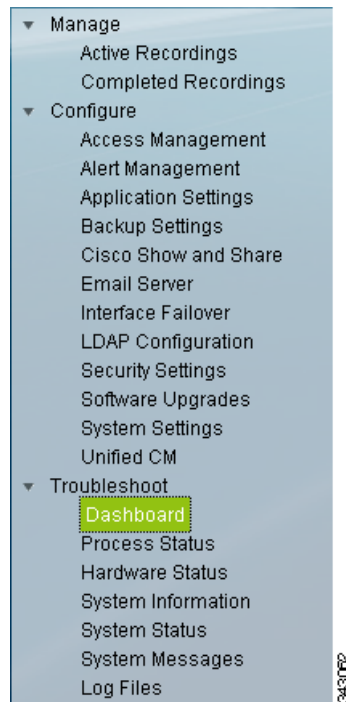 Manage
Active Recordings
Completed Recordings
Configure
Access Management
Alert Management
Application Settings
Backup Settings
Cisco Show and Share
Email Server
Interface Failover
LDAP Configuration
Security Settings
Software Upgrades
System Settings
Unified CM
Troubleshoot
Dashboard
Process Status
Hardware Status
System Information
System Status
System Messages
Log Files
343062